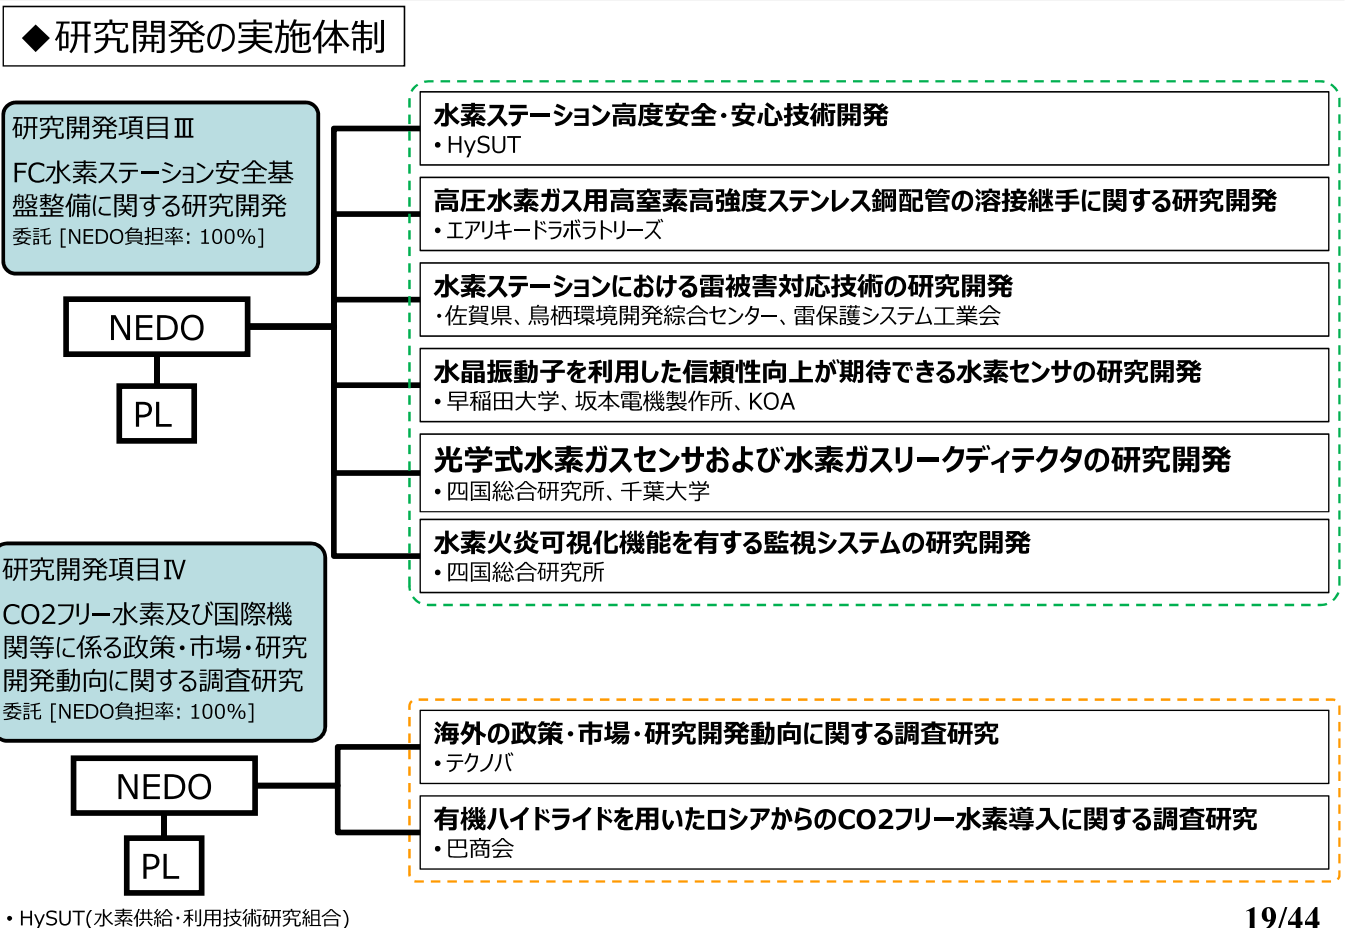 ◆研究開発の実施体制
研究開発項目Ⅲ
FC水素ステーション安全基
盤整備に関する研究開発
委託 [NEDO負担率: 100%]
NEDO
PL
水素ステーション高度安全・安心技術開発
・HySUT
高圧水素ガス用高窒素高強度ステンレス鋼配管の溶接継手に関する研究開発
・エアリキードラボラトリーズ
水素ステーションにおける雷被害対応技術の研究開発
・佐賀県、鳥栖環境開発綜合センター、雷保護システム工業会
水晶振動子を利用した信頼性向上が期待できる水素センサの研究開発
・早稲田大学、坂本電機製作所、KOA
光学式水素ガスセンサおよび水素ガスリークディテクタの研究開発
・四国総合研究所、千葉大学
水素火炎可視化機能を有する監視システムの研究開発
・四国総合研究所
研究開発項目Ⅳ
CO2フリー水素及び国際機
関等に係る政策・市場・研究
開発動向に関する調査研究
委託 [NEDO負担率: 100%]
NEDO
PL
海外の政策・市場・研究開発動向に関する調査研究
・テクノバ
有機ハイドライドを用いたロシアからのCO2フリー水素導入に関する調査研究
・巴商会
・HySUT(水素供給・利用技術研究組合)
19/44